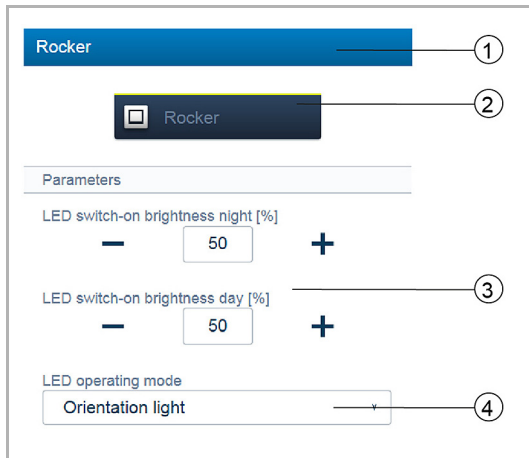 Rocker
1
Rocker
2
Parameters
LED switch-on brightness night [%]
50
LED switch-on brightness day [%]
3
50
LED operating mode
Orientation light
4